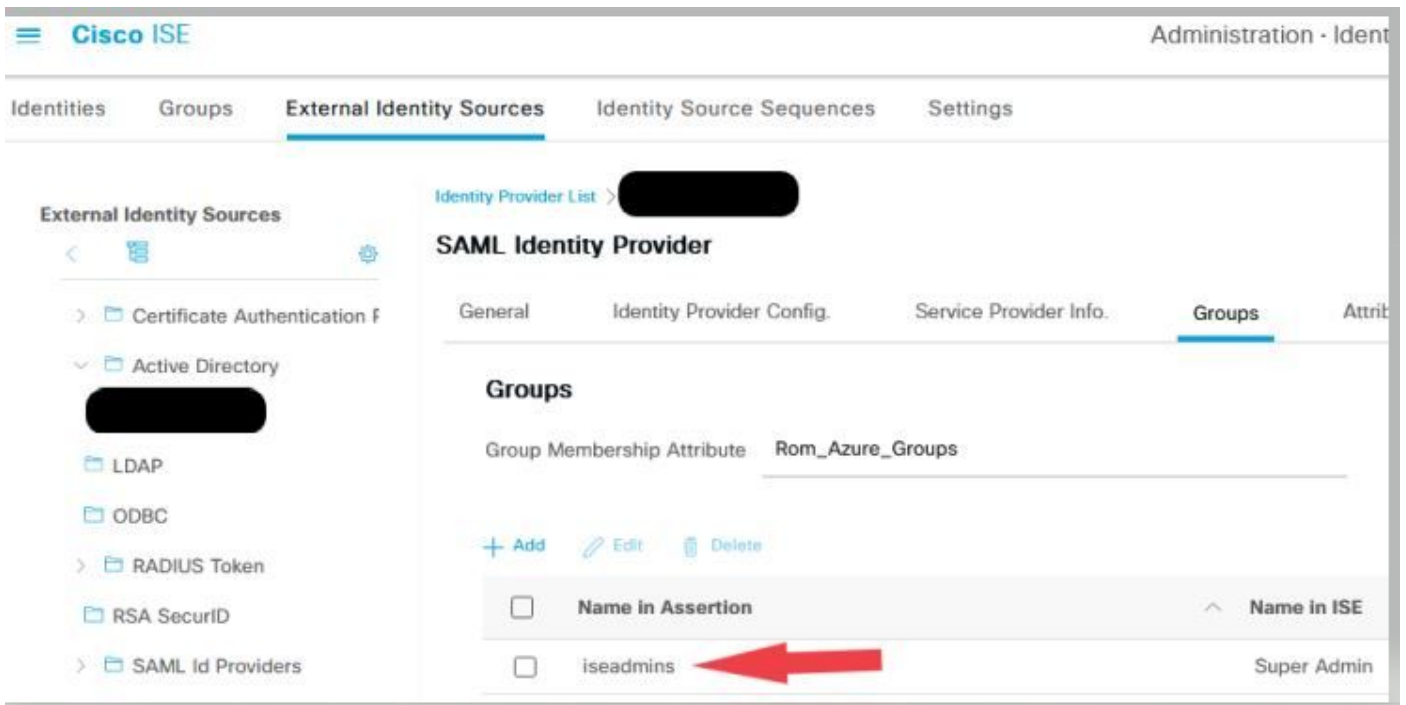 Cisco ISE Administration · Ident
Identities Groups External Identity Sources Identity Source Sequences Settings
Identity Provider List >
External Identity Sources
SAML Identity Provider
General Identity Provider Config. Service Provider Info. Groups Attrib
Certificate Authentication P
Active Directory
LDAP
ODBC
RADIUS Token
RSA SecurID
SAML Id Providers
Groups
Group Membership Attribute Rom_Azure_Groups
Add Edit Delete
Name in Assertion Name in ISE
iseadmins Super Admin